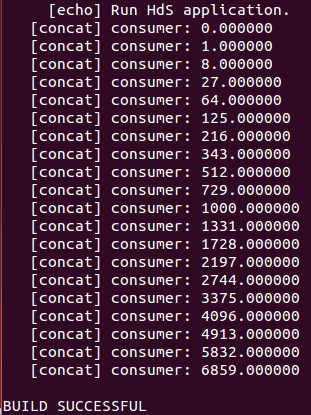 [echo] Run HdS application.
[concat] consumer: 0.000000
[concat] consumer: 1.000000
[concat] consumer: 8.000000
[concat] consumer: 27.000000
[concat] consumer: 64.000000
[concat] consumer: 125.000000
[concat] consumer: 216.000000
[concat] consumer: 343.000000
[concat] consumer: 512.000000
[concat] consumer: 729.000000
[concat] consumer: 1000.000000
[concat] consumer: 1331.000000
[concat] consumer: 1728.000000
[concat] consumer: 2197.000000
[concat] consumer: 2744.000000
[concat] consumer: 3375.000000
[concat] consumer: 4096.000000
[concat] consumer: 4913.000000
[concat] consumer: 5832.000000
[concat] consumer: 6859.000000
BUILD SUCCESSFUL